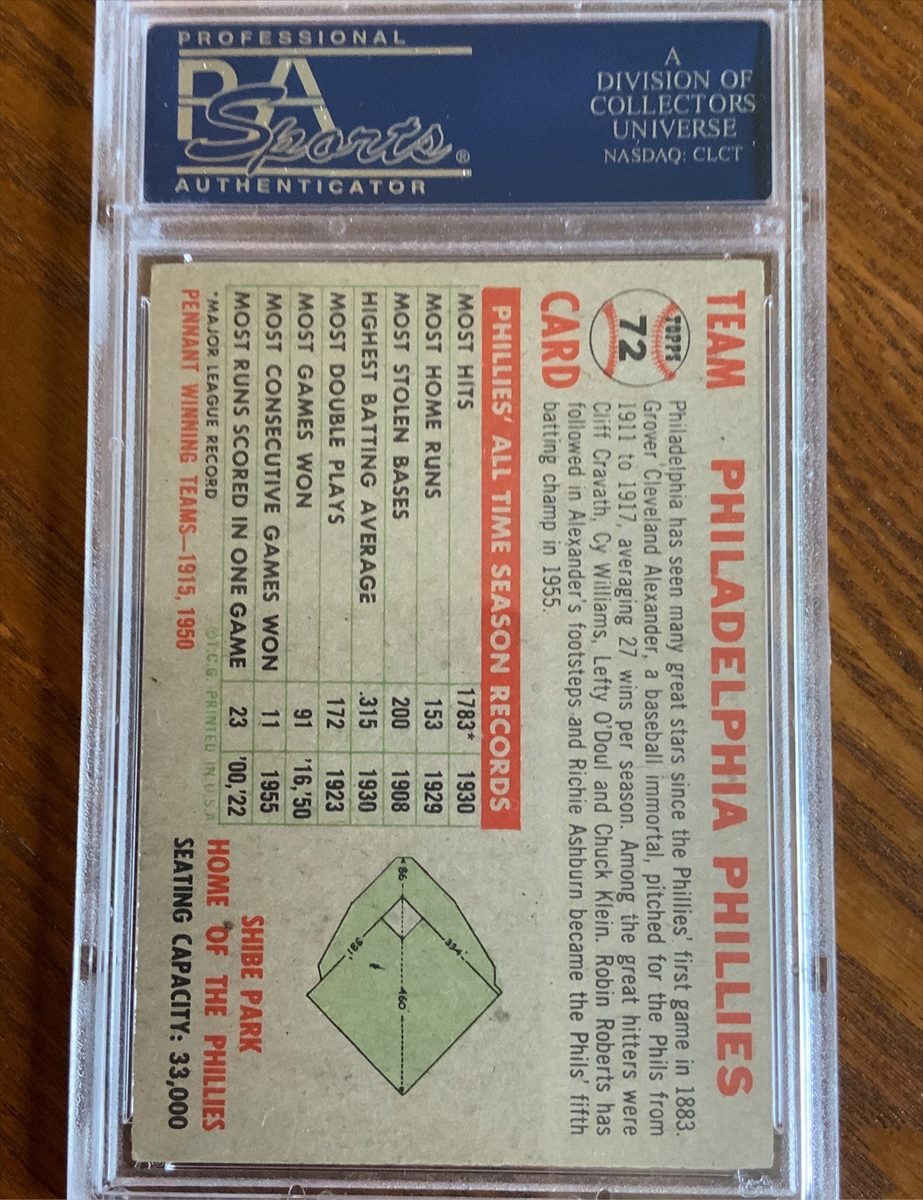 PROFESSIONAL
PSA
Sports®
AUTHENTICATOR
A
DIVISION OF
COLLECTORS
UNIVERSE
NASDAQ: CLCT
TEAM
TOPPS
72
CARD
PHILADELPHIA PHILLIES
Philadelphia has seen many great stars since the Phillies' first game in 1883.
Grover Cleveland Alexander, a baseball immortal, pitched for the Phils from
1911 to 1917, averaging 27 wins per season. Among the great hitters were
Cliff Cravath, Cy Williams, Lefty O'Doul and Chuck Klein. Robin Roberts has
followed in Alexander's footsteps and Richie Ashburn became the Phils' fifth
batting champ in 1955.
PHILLIES' ALL TIME SEASON RECORDS
MOST HITS 1783* 1930
MOST HOME RUNS 153 1929
MOST STOLEN BASES 200 1908
HIGHEST BATTING AVERAGE .315 1930
MOST DOUBLE PLAYS 172 1923
MOST GAMES WON 91 '16,'50
MOST CONSECUTIVE GAMES WON 11 1955
MOST RUNS SCORED IN ONE GAME 23 '00,'22
*MAJOR LEAGUE RECORD
©T.C.G. PRINTED IN U.S.A.
PENNANT WINNING TEAMS—1915, 1950
86'
334'
460'
SHIBE PARK
HOME OF THE PHILLIES
SEATING CAPACITY: 33,000